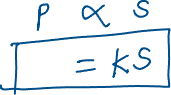 P ∝ S
= KS